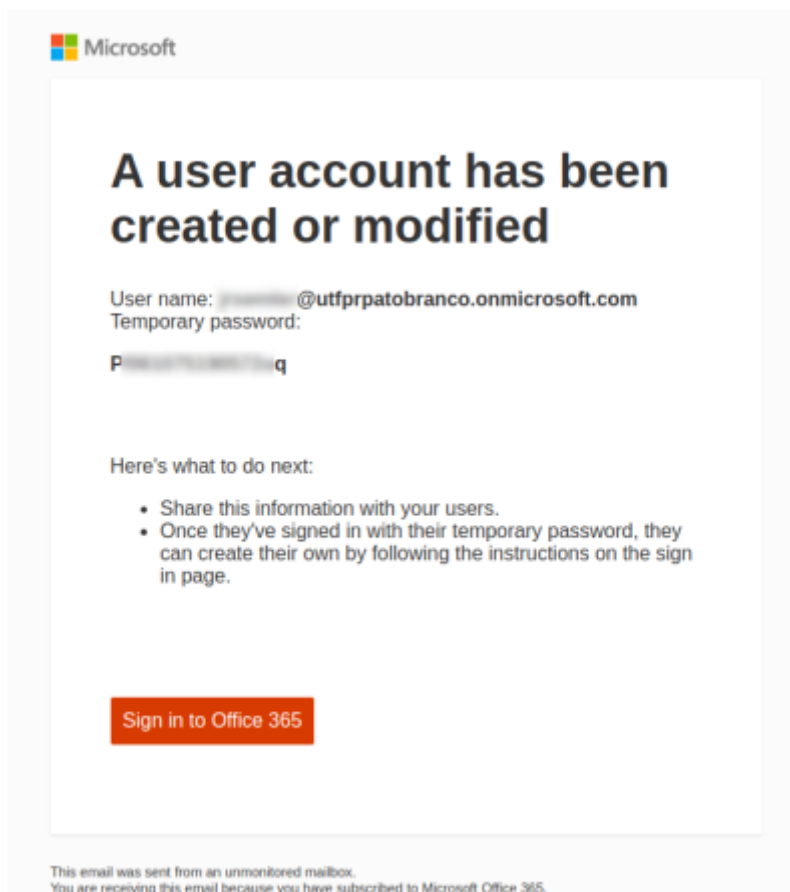 Microsoft
A user account has been
created or modified
User name: @utfprpatobranco.onmicrosoft.com
Temporary password:
P q
Here's what to do next:
Share this information with your users.
Once they've signed in with their temporary password, they
can create their own by following the instructions on the sign
in page.
Sign in to Office 365
This email was sent from an unmonitored mailbox.
You are receiving this email because you have subscribed to Microsoft Office 365.